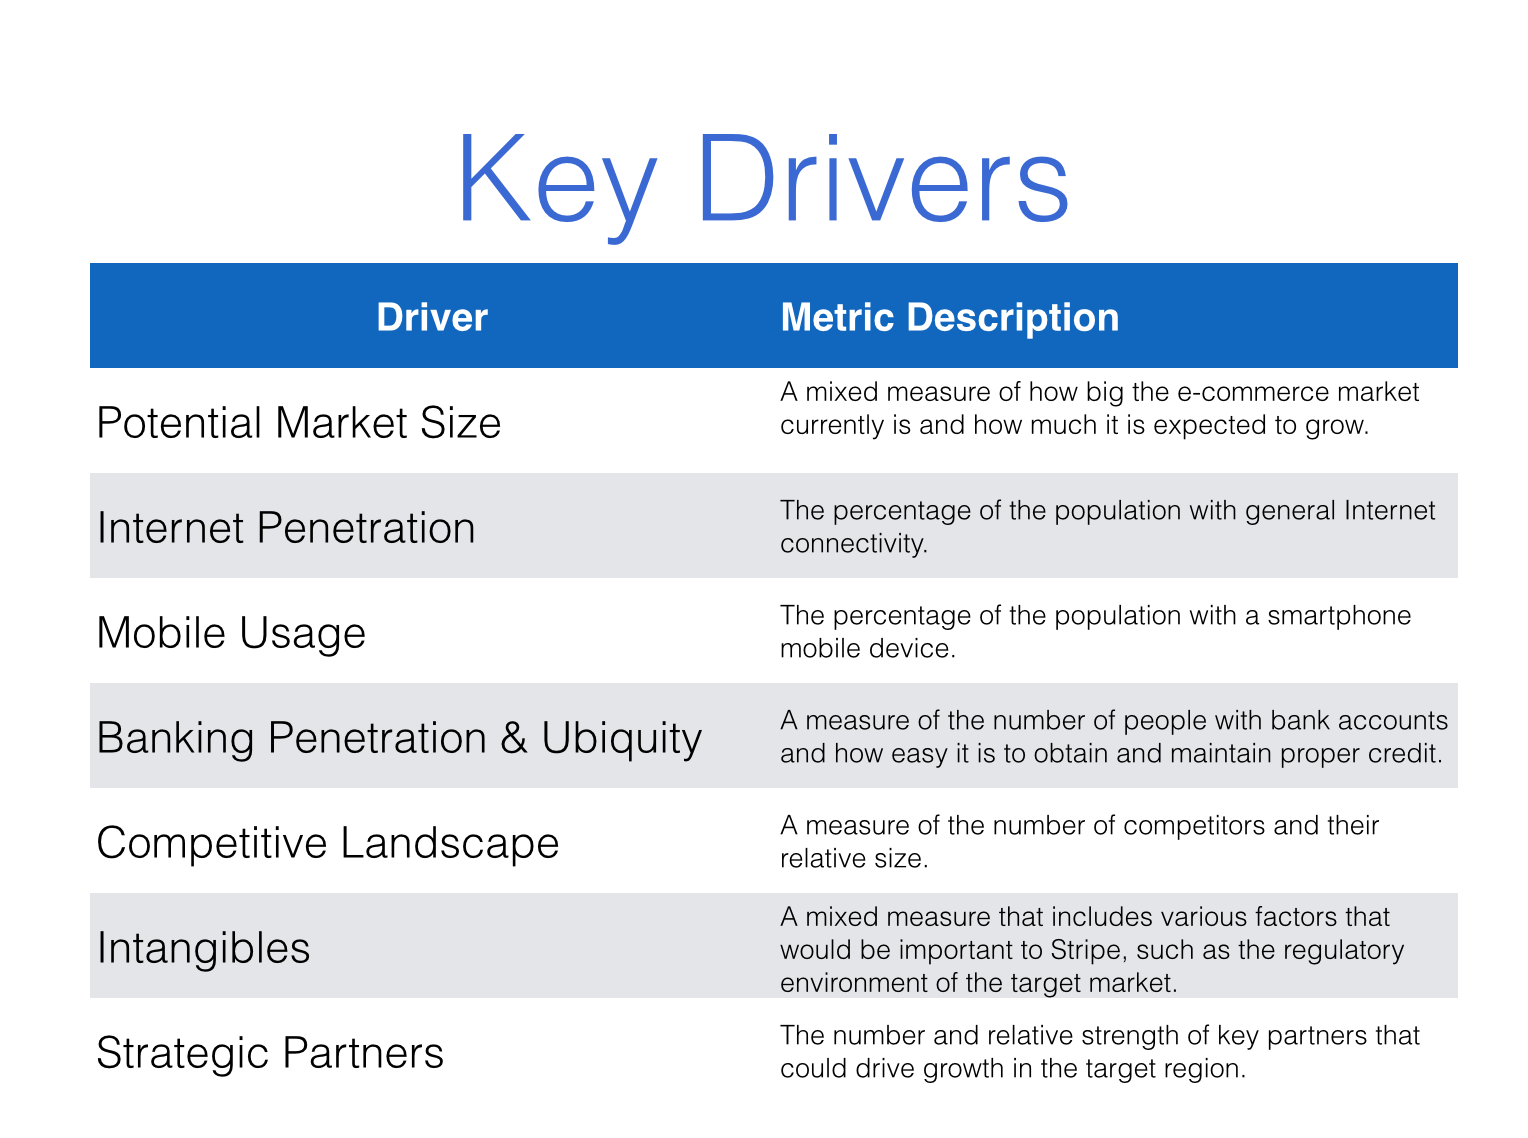 Key Drivers
Driver
Metric Description
Potential Market Size
A mixed measure of how big the e-commerce market
currently is and how much it is expected to grow.
Internet Penetration
The percentage of the population with general Internet
connectivity.
Mobile Usage
The percentage of the population with a smartphone
mobile device.
Banking Penetration & Ubiquity
A measure of the number of people with bank accounts
and how easy it is to obtain and maintain proper credit.
Competitive Landscape
A measure of the number of competitors and their
relative size.
Intangibles
A mixed measure that includes various factors that
would be important to Stripe, such as the regulatory
environment of the target market.
Strategic Partners
The number and relative strength of key partners that
could drive growth in the target region.